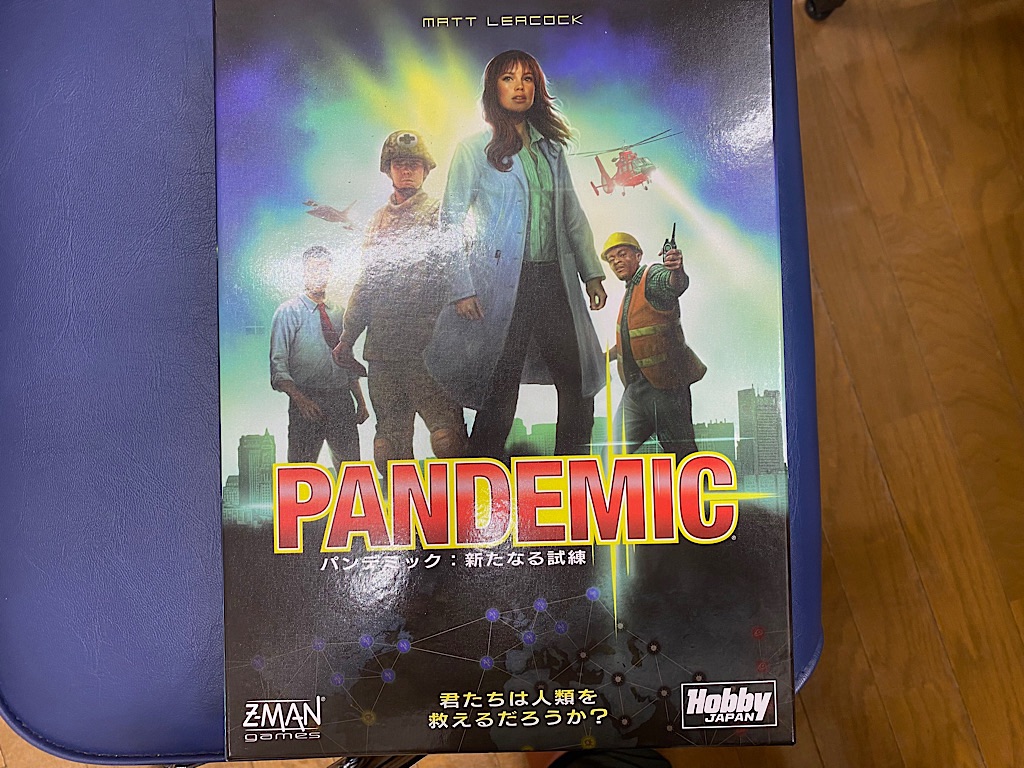 MATT LEACOCK
PANDEMIC
パンデミック：新たなる試練
君たちは人類を
救えるだろうか？
Z-MAN®
games
Hobby
JAPAN